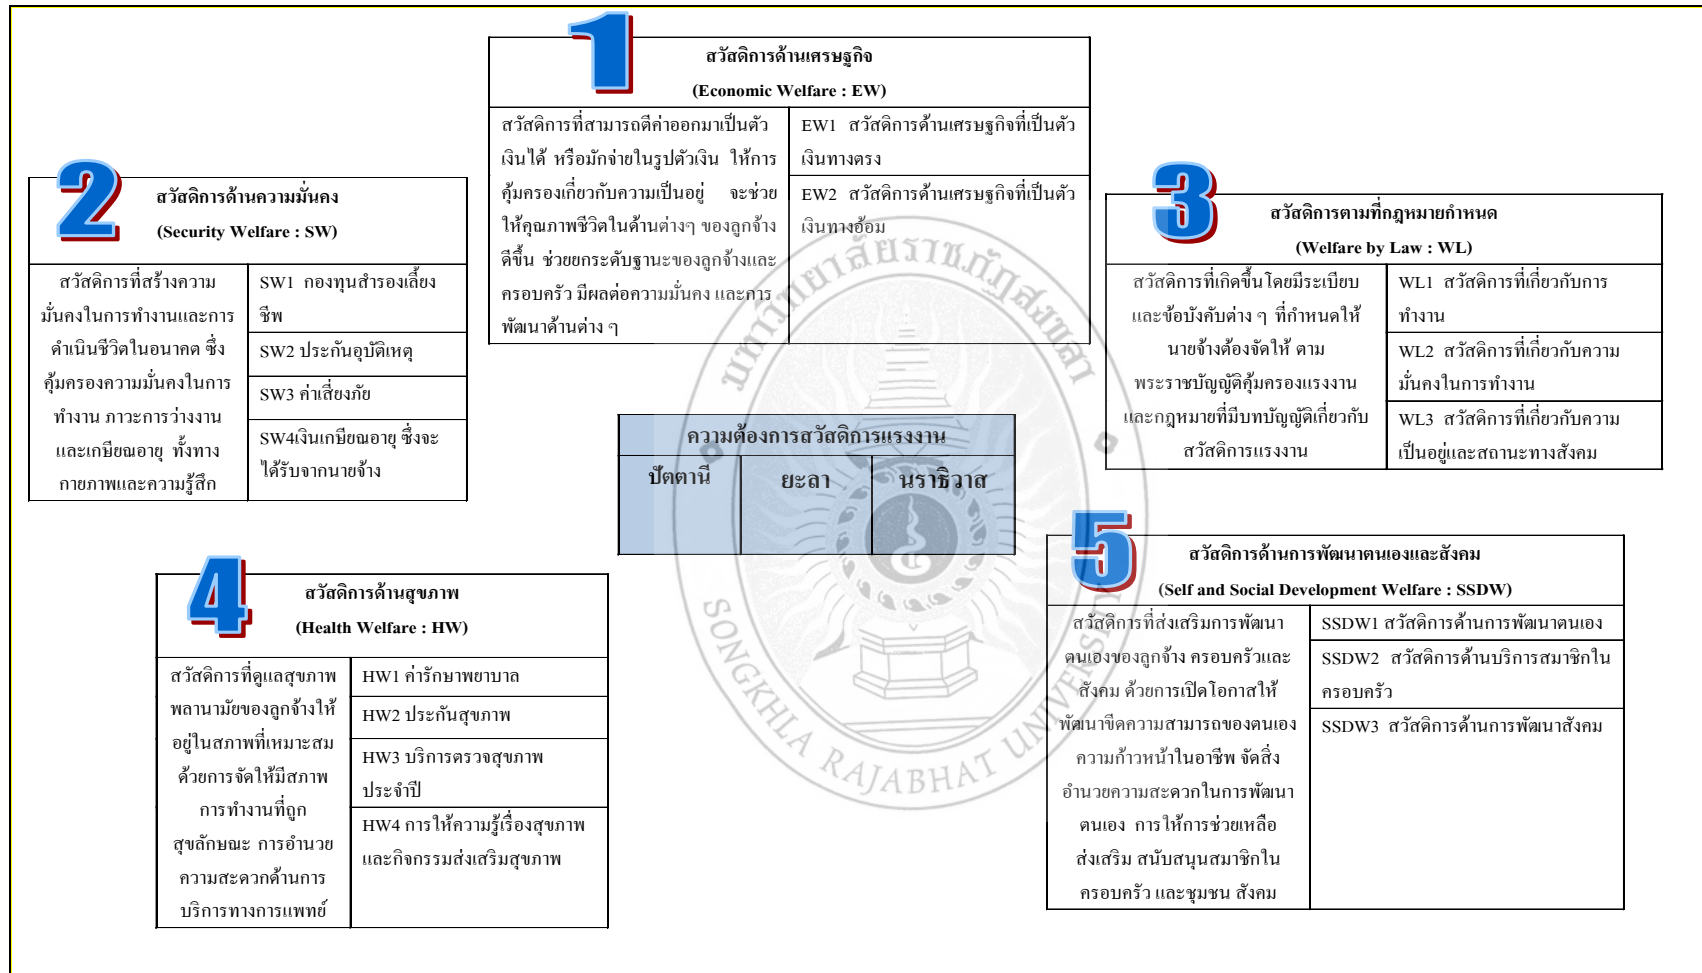 1
สวัสดิการด้านเศรษฐกิจ
(Economic Welfare : EW)
สวัสดิการที่สามารถตีค่าออกมาเป็นตัว
เงินได้ หรือมักจ่ายในรูปตัวเงิน ให้การ
คุ้มครองเกี่ยวกับความเป็นอยู่ จะช่วย
ให้คุณภาพชีวิตในด้านต่างๆ ของลูกจ้าง
ดีขึ้น ช่วยยกระดับฐานะของลูกจ้างและ
ครอบครัว มีผลต่อความมั่นคง และการ
พัฒนาด้านต่าง ๆ
EW1 สวัสดิการด้านเศรษฐกิจที่เป็นตัว
เงินทางตรง
EW2 สวัสดิการด้านเศรษฐกิจที่เป็นตัว
เงินทางอ้อม
2
สวัสดิการด้านความมั่นคง
(Security Welfare : SW)
สวัสดิการที่สร้างความ
มั่นคงในการทำงานและการ
ดำเนินชีวิตในอนาคต ซึ่ง
คุ้มครองความมั่นคงในการ
ทำงาน ภาวะการว่างงาน
และเกษียณอายุ ทั้งทาง
กายภาพและความรู้สึก
SW1 กองทุนสำรองเลี้ยง
ชีพ
SW2 ประกันอุบัติเหตุ
SW3 ค่าเสี่ยงภัย
SW4เงินเกษียณอายุ ซึ่งจะ
ได้รับจากนายจ้าง
3
สวัสดิการตามที่กฎหมายกำหนด
(Welfare by Law : WL)
สวัสดิการที่เกิดขึ้นโดยมีระเบียบ
และข้อบังคับต่าง ๆ ที่กำหนดให้
นายจ้างต้องจัดให้ ตาม
พระราชบัญญัติคุ้มครองแรงงาน
และกฎหมายที่มีบทบัญญัติเกี่ยวกับ
สวัสดิการแรงงาน
WL1 สวัสดิการที่เกี่ยวกับการ
ทำงาน
WL2 สวัสดิการที่เกี่ยวกับความ
มั่นคงในการทำงาน
WL3 สวัสดิการที่เกี่ยวกับความ
เป็นอยู่และสถานะทางสังคม
ความต้องการสวัสดิการแรงงาน
ปัตตานี ยะลา นราธิวาส
4
สวัสดิการด้านสุขภาพ
(Health Welfare : HW)
สวัสดิการที่ดูแลสุขภาพ
พลานามัยของลูกจ้างให้
อยู่ในสภาพที่เหมาะสม
ด้วยการจัดให้มีสภาพ
การทำงานที่ถูก
สุขลักษณะ การอำนวย
ความสะดวกด้านการ
บริการทางการแพทย์
HW1 ค่ารักษาพยาบาล
HW2 ประกันสุขภาพ
HW3 บริการตรวจสุขภาพ
ประจำปี
HW4 การให้ความรู้เรื่องสุขภาพ
และกิจกรรมส่งเสริมสุขภาพ
5
สวัสดิการด้านการพัฒนาตนเองและสังคม
(Self and Social Development Welfare : SSDW)
สวัสดิการที่ส่งเสริมการพัฒนา
ตนเองของลูกจ้าง ครอบครัวและ
สังคม ด้วยการเปิดโอกาสให้
พัฒนาขีดความสามารถของตนเอง
ความก้าวหน้าในอาชีพ จัดสิ่ง
อำนวยความสะดวกในการพัฒนา
ตนเอง การให้การช่วยเหลือ
ส่งเสริม สนับสนุนสมาชิกใน
ครอบครัว และชุมชน สังคม
SSDW1 สวัสดิการด้านการพัฒนาตนเอง
SSDW2 สวัสดิการด้านบริการสมาชิกใน
ครอบครัว
SSDW3 สวัสดิการด้านการพัฒนาสังคม
มหาวิทยาลัยราชภัฏสงขลา
SONGKHLA RAJABHAT UNIVERSITY